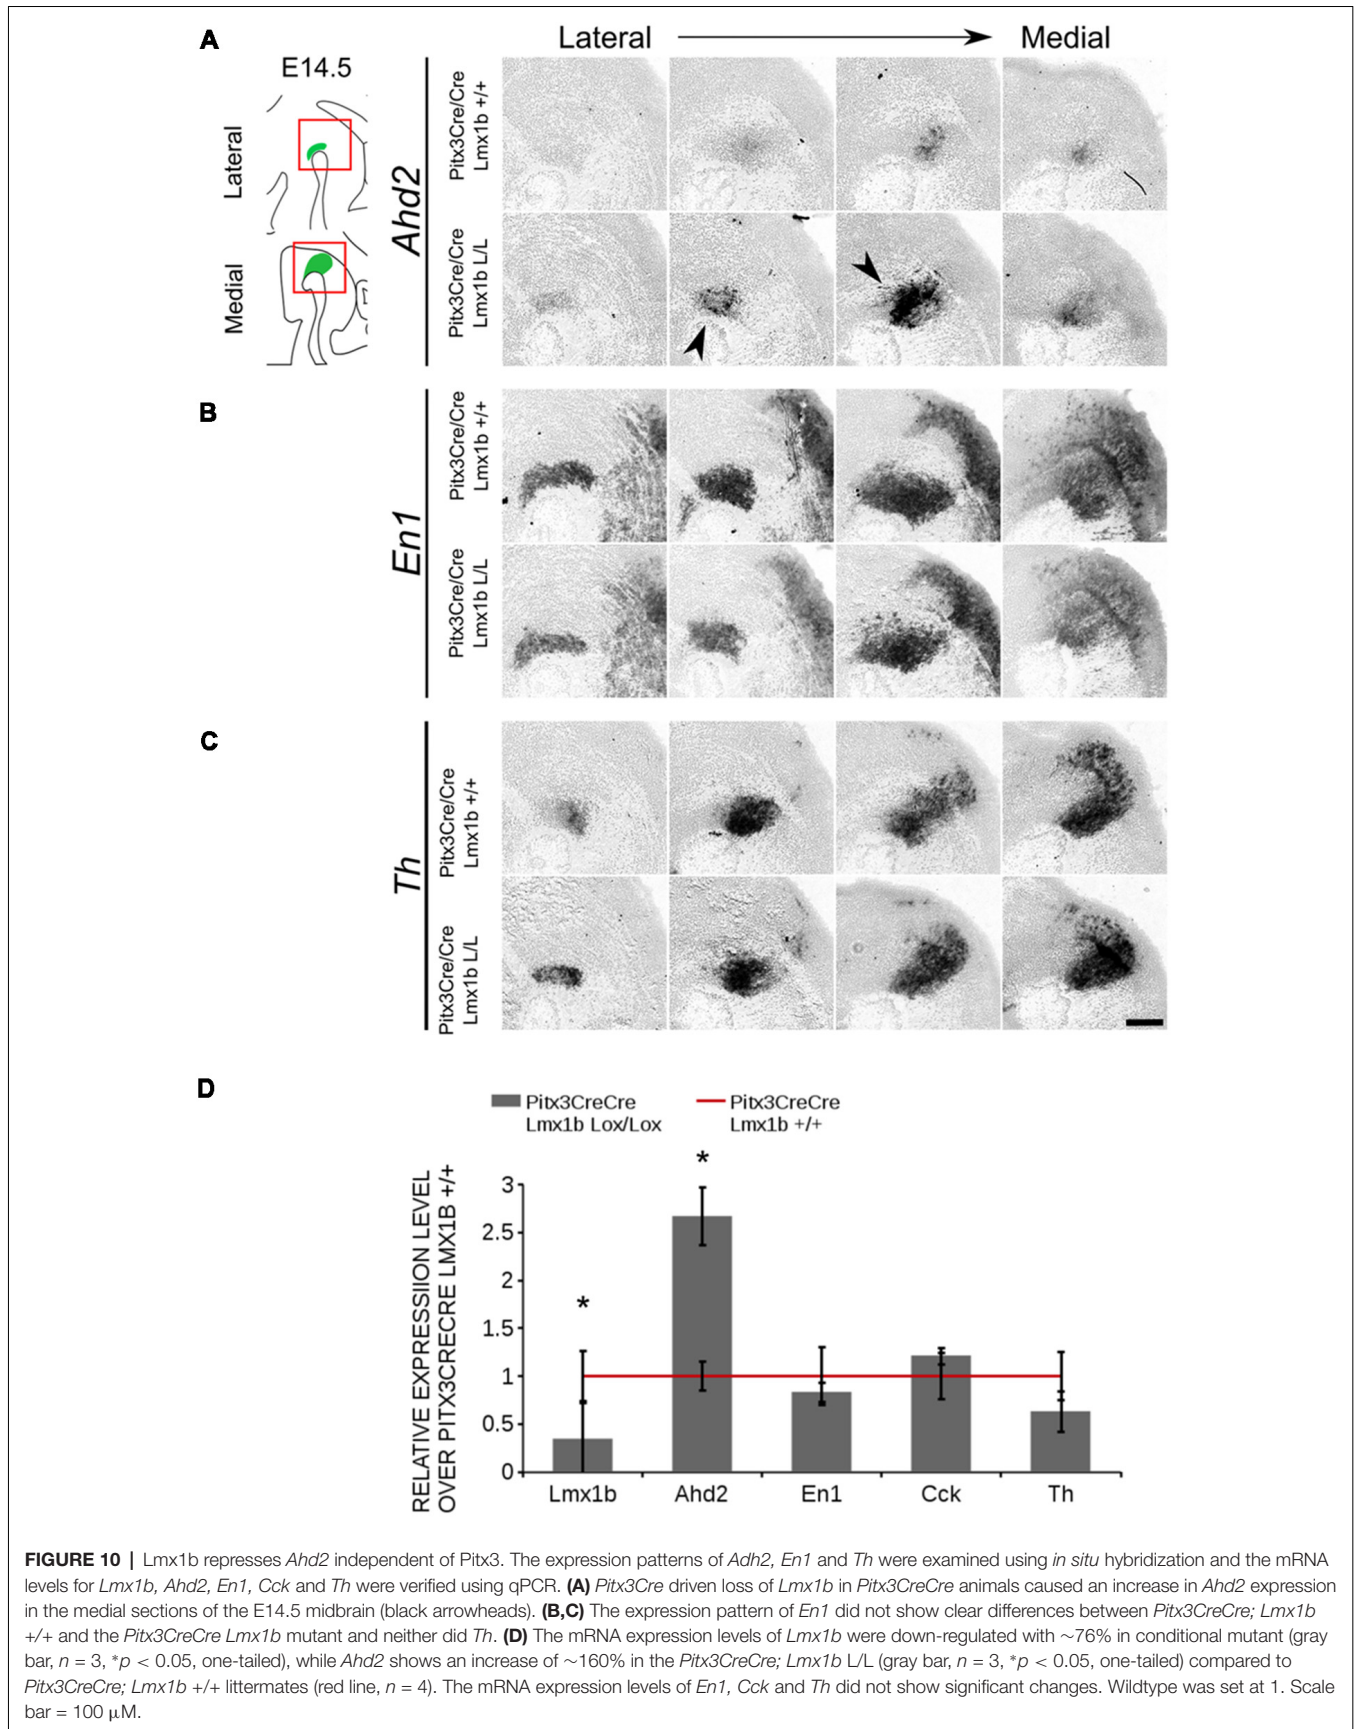 A
Lateral
Medial
E14.5
Lateral
Medial
Ahd2
Pitx3Cre/Cre
Lmx1b +/+
Pitx3Cre/Cre
Lmx1b L/L
B
En1
Pitx3Cre/Cre
Lmx1b +/+
Pitx3Cre/Cre
Lmx1b L/L
C
Th
Pitx3Cre/Cre
Lmx1b +/+
Pitx3Cre/Cre
Lmx1b L/L
D
Pitx3CreCre
Lmx1b Lox/Lox
Pitx3CreCre
Lmx1b +/+
RELATIVE EXPRESSIION LEVEL
OVER PITX3CRECRE LMX1B +/+
3
2.5
2
1.5
1
0.5
0
*
*
Lmx1b Ahd2 En1 Cck Th
FIGURE 10 | Lmx1b represses Ahd2 independent of Pitx3. The expression patterns of Adh2, En1 and Th were examined using in situ hybridization and the mRNA
levels for Lmx1b, Ahd2, En1, Cck and Th were verified using qPCR. (A) Pitx3Cre driven loss of Lmx1b in Pitx3CreCre animals caused an increase in Ahd2 expression
in the medial sections of the E14.5 midbrain (black arrowheads). (B,C) The expression pattern of En1 did not show clear differences between Pitx3CreCre; Lmx1b
+/+ and the Pitx3CreCre Lmx1b mutant and neither did Th. (D) The mRNA expression levels of Lmx1b were down-regulated with ~76% in conditional mutant (gray
bar, n = 3, *p < 0.05, one-tailed), while Ahd2 shows an increase of ~160% in the Pitx3CreCre; Lmx1b L/L (gray bar, n = 3, *p < 0.05, one-tailed) compared to
Pitx3CreCre; Lmx1b +/+ littermates (red line, n = 4). The mRNA expression levels of En1, Cck and Th did not show significant changes. Wildtype was set at 1. Scale
bar = 100 μM.